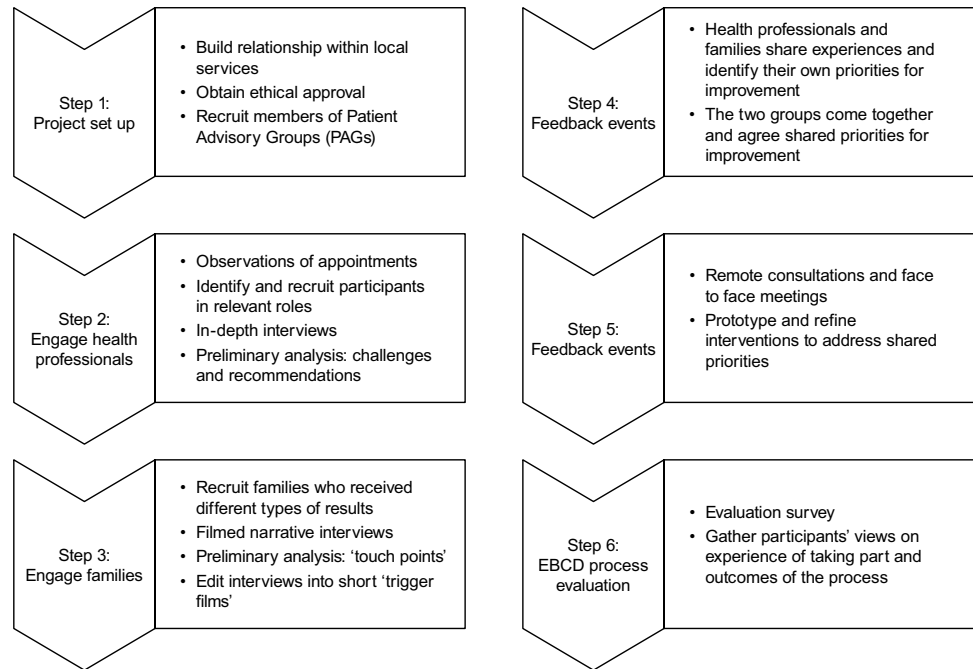 Step 1:
Project set up
• Build relationship within local
services
• Obtain ethical approval
• Recruit members of Patient
Advisory Groups (PAGs)
Step 2:
Engage health
professionals
• Observations of appointments
• Identify and recruit participants
in relevant roles
• In-depth interviews
• Preliminary analysis: challenges
and recommendations
Step 3:
Engage families
• Recruit families who received
different types of results
• Filmed narrative interviews
• Preliminary analysis: ‘touch points’
• Edit interviews into short ‘trigger
films’
Step 4:
Feedback events
• Health professionals and
families share experiences and
identify their own priorities for
improvement
• The two groups come together
and agree shared priorities for
improvement
Step 5:
Feedback events
• Remote consultations and face
to face meetings
• Prototype and refine
interventions to address shared
priorities
Step 6:
EBCD process
evaluation
• Evaluation survey
• Gather participants’ views on
experience of taking part and
outcomes of the process